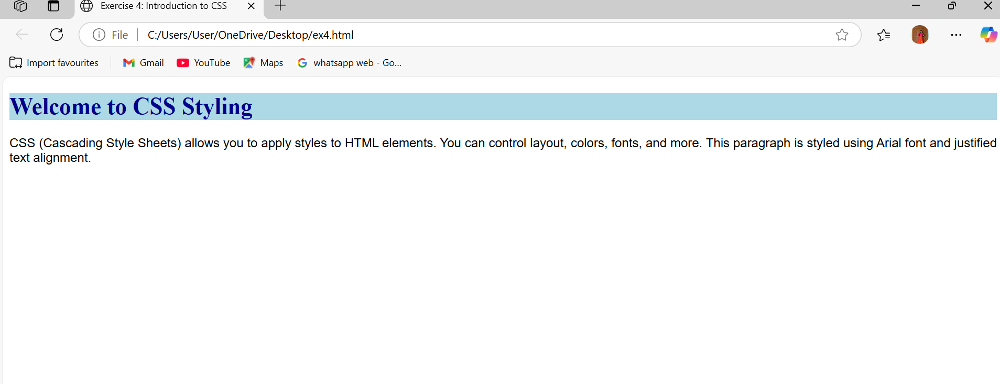 Exercise 4: Introduction to CSS
File C:/Users/User/OneDrive/Desktop/ex4.html
Import favourites Gmail YouTube Maps whatsapp web - Go...
Welcome to CSS Styling
CSS (Cascading Style Sheets) allows you to apply styles to HTML elements. You can control layout, colors, fonts, and more. This paragraph is styled using Arial font and justified
text alignment.